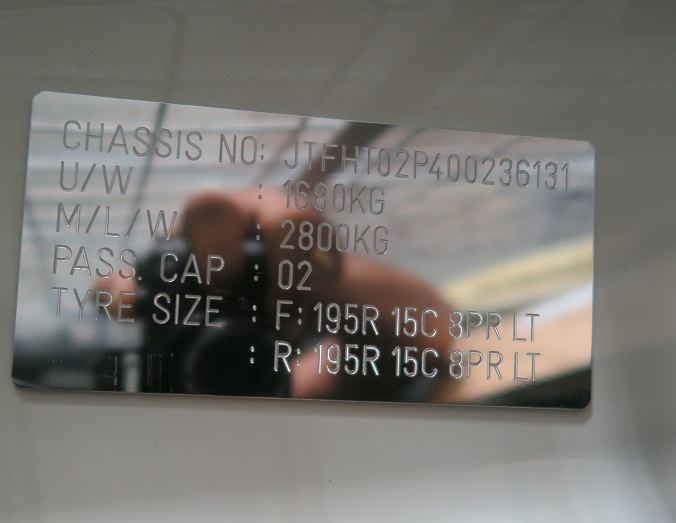 CHASSIS NO: JTFHT02P400236131
U/W : 1680KG
M/L/W : 2800KG
PASS. CAP : 02
TYRE SIZE : F: 195R 15C 8PR LT
: R: 195R 15C 8PR LT